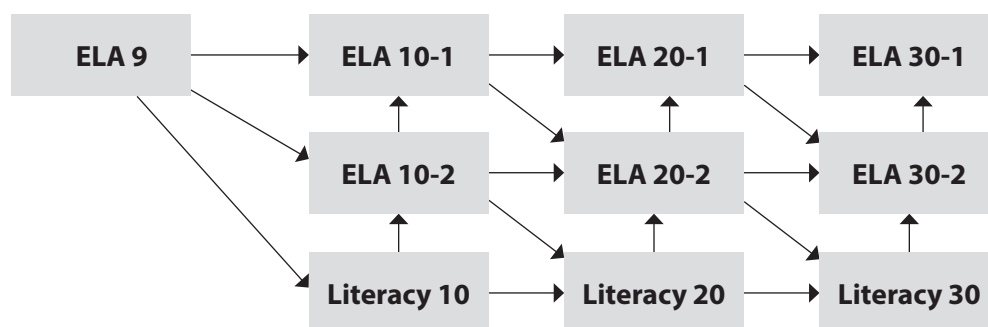 ELA 9
ELA 10-1
ELA 20-1
ELA 30-1
ELA 10-2
ELA 20-2
ELA 30-2
Literacy 10
Literacy 20
Literacy 30